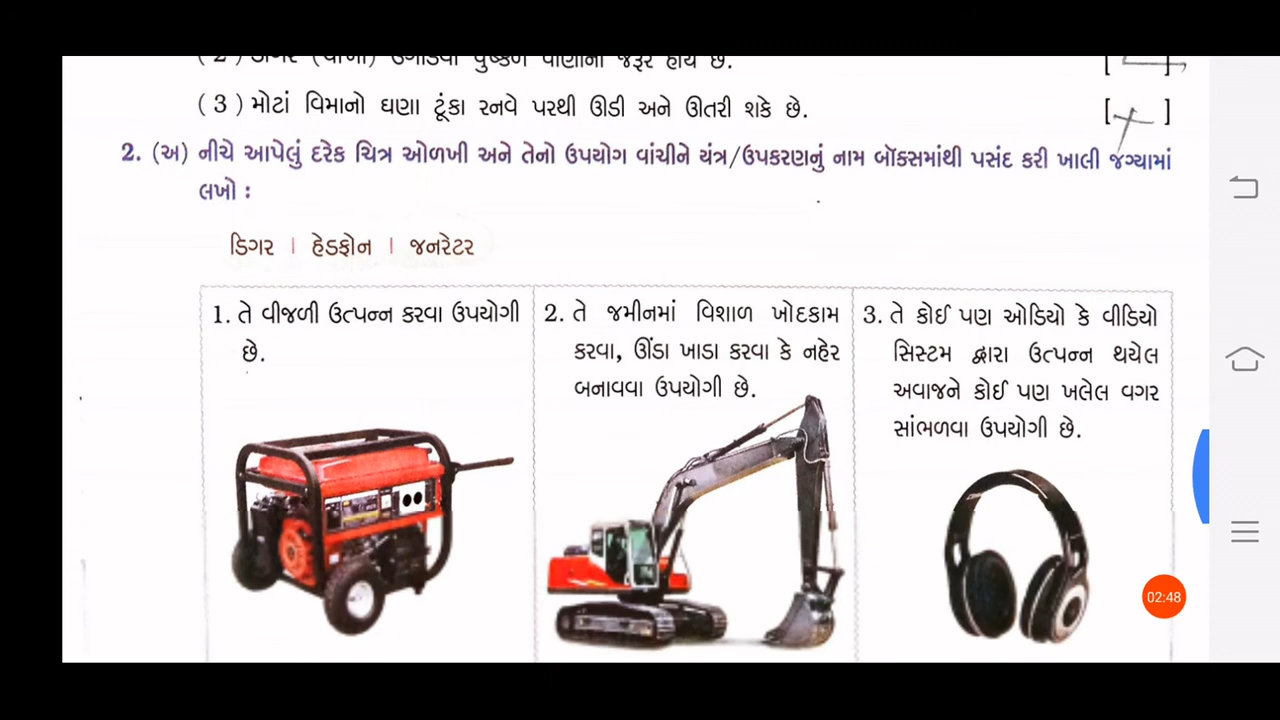 (3) મોટાં વિમાનો ઘણા ટૂંકા રનવે પરથી ઊડી અને ઊતરી શકે છે. [ ✗ ]
2. (અ) નીચે આપેલું દરેક ચિત્ર ઓળખી અને તેનો ઉપયોગ વાંચીને યંત્ર/ઉપકરણનું નામ બૉક્સમાંથી પસંદ કરી ખાલી જગ્યામાં
લખો :
ડિગર | હેડફોન | જનરેટર
1. તે વીજળી ઉત્પન્ન કરવા ઉપયોગી
છે.
2. તે જમીનમાં વિશાળ ખોદકામ
કરવા, ઊંડા ખાડા કરવા કે નહેર
બનાવવા ઉપયોગી છે.
3. તે કોઈ પણ ઓડિયો કે વીડિયો
સિસ્ટમ દ્વારા ઉત્પન્ન થયેલ
અવાજને કોઈ પણ ખલેલ વગર
સાંભળવા ઉપયોગી છે.
02:48